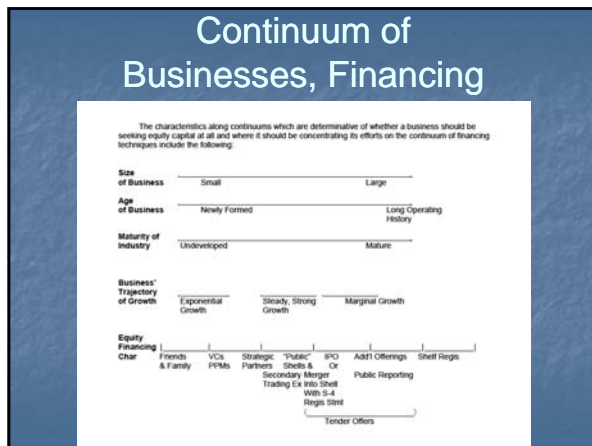 Continuum of
Businesses, Financing
The characteristics along continuums which are determinative of whether a business should be
seeking equity capital at all and where it should be concentrating its efforts on the continuum of financing
techniques include the following:
Size
of Business Small Large
Age
of Business Newly Formed Long Operating
History
Maturity of
Industry Undeveloped Mature
Business'
Trajectory
of Growth Exponential Steady, Strong Marginal Growth
Growth Growth
Equity
Financing
Char Friends VCs Strategic "Public" IPO Add'l Offerings Shelf Regis
& Family PPMs Partners Shells & Or
Secondary Merger Public Reporting
Trading Ex Into Shell
With S-4
Regis Stmt
Tender Offers